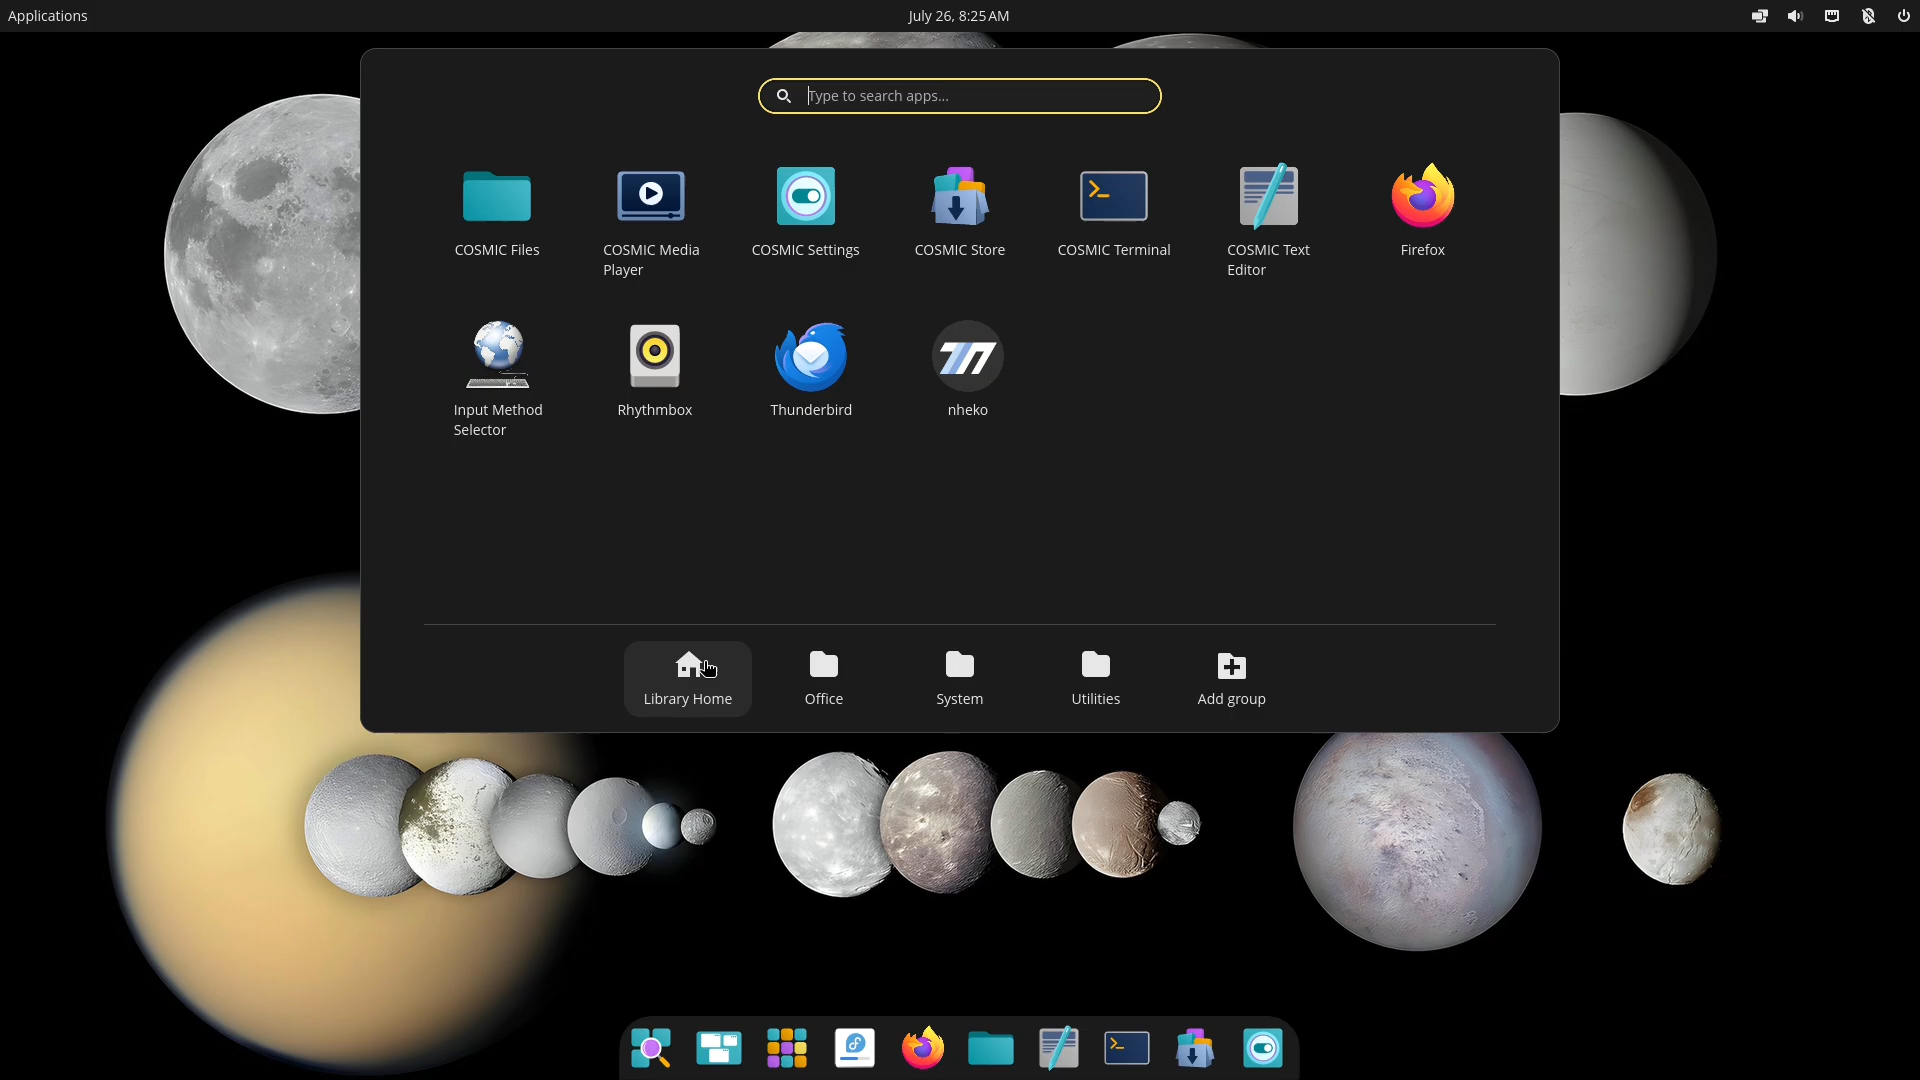 Applications
July 26, 8:25 AM
Type to search apps...
COSMIC Files
COSMIC Media
Player
COSMIC Settings
COSMIC Store
COSMIC Terminal
COSMIC Text
Editor
Firefox
Input Method
Selector
Rhythmbox
Thunderbird
nheko
Library Home
Office
System
Utilities
Add group